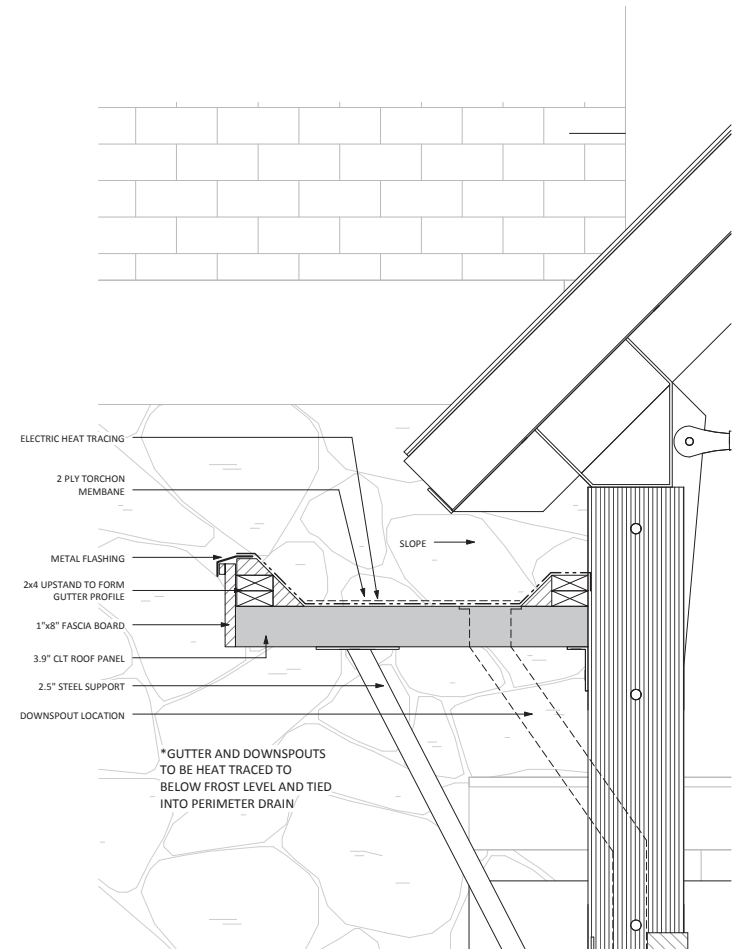 ELECTRIC HEAT TRACING
2 PLY TORCHON
MEMBANE
SLOPE
METAL FLASHING
2x4 UPSTAND TO FORM
GUTTER PROFILE
1"x8" FASCIA BOARD
3.9" CLT ROOF PANEL
2.5" STEEL SUPPORT
DOWNSPOUT LOCATION
*GUTTER AND DOWNSPOUTS
TO BE HEAT TRACED TO
BELOW FROST LEVEL AND TIED
INTO PERIMETER DRAIN